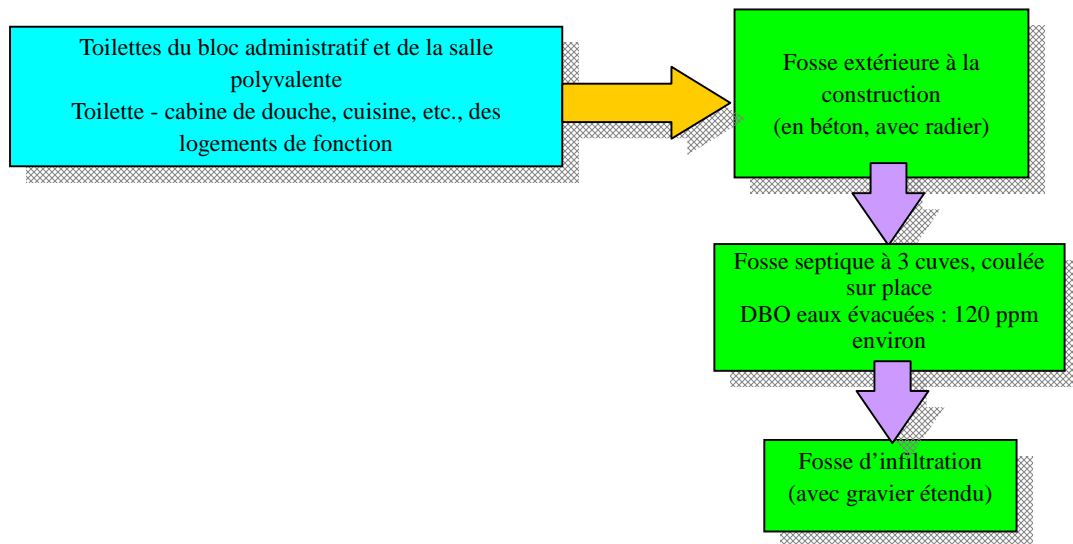 Toilettes du bloc administratif et de la salle
polyvalente
Toilette - cabine de douche, cuisine, etc., des
logements de fonction
Fosse extérieure à la
construction
(en béton, avec radier)
Fosse septique à 3 cuves, coulée
sur place
DBO eaux évacuées : 120 ppm
environ
Fosse d’infiltration
(avec gravier étendu)